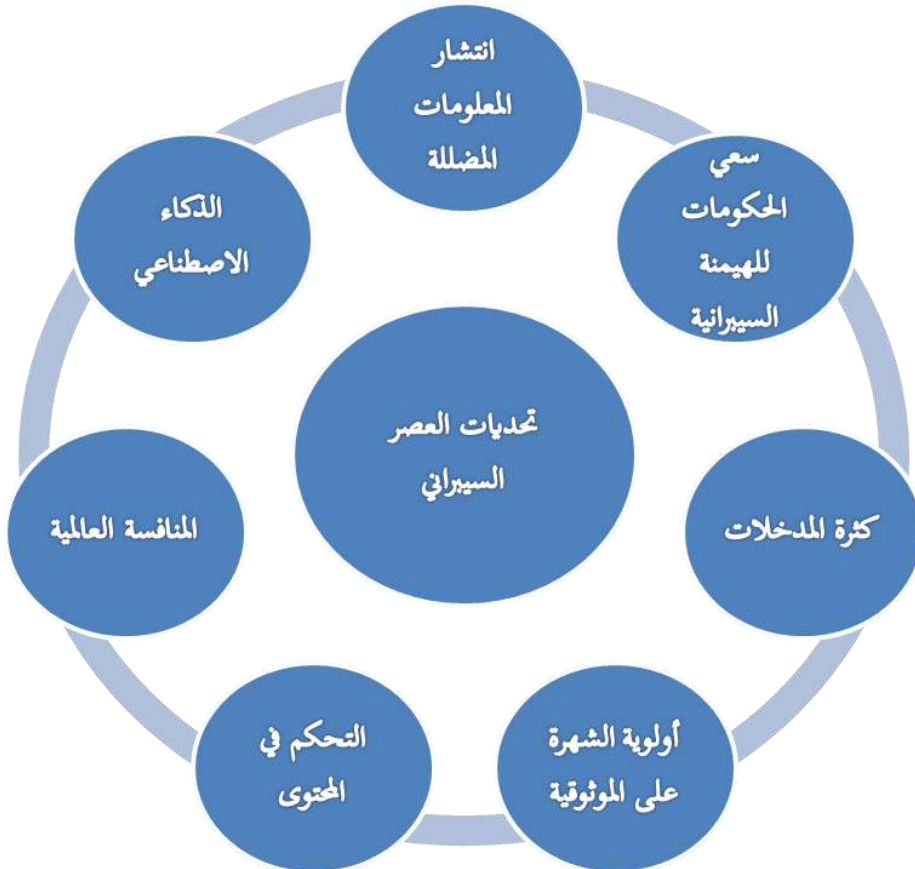 انتشار
المعلومات
المضللة
سعي
الحكومات
للهيمنة
السيبرانية
كثرة المدخلات
أولوية الشهرة
على الموثوقية
التحكم في
المحتوى
المنافسة العالمية
الذكاء
الاصطناعي
تحديات العصر
السيبراني